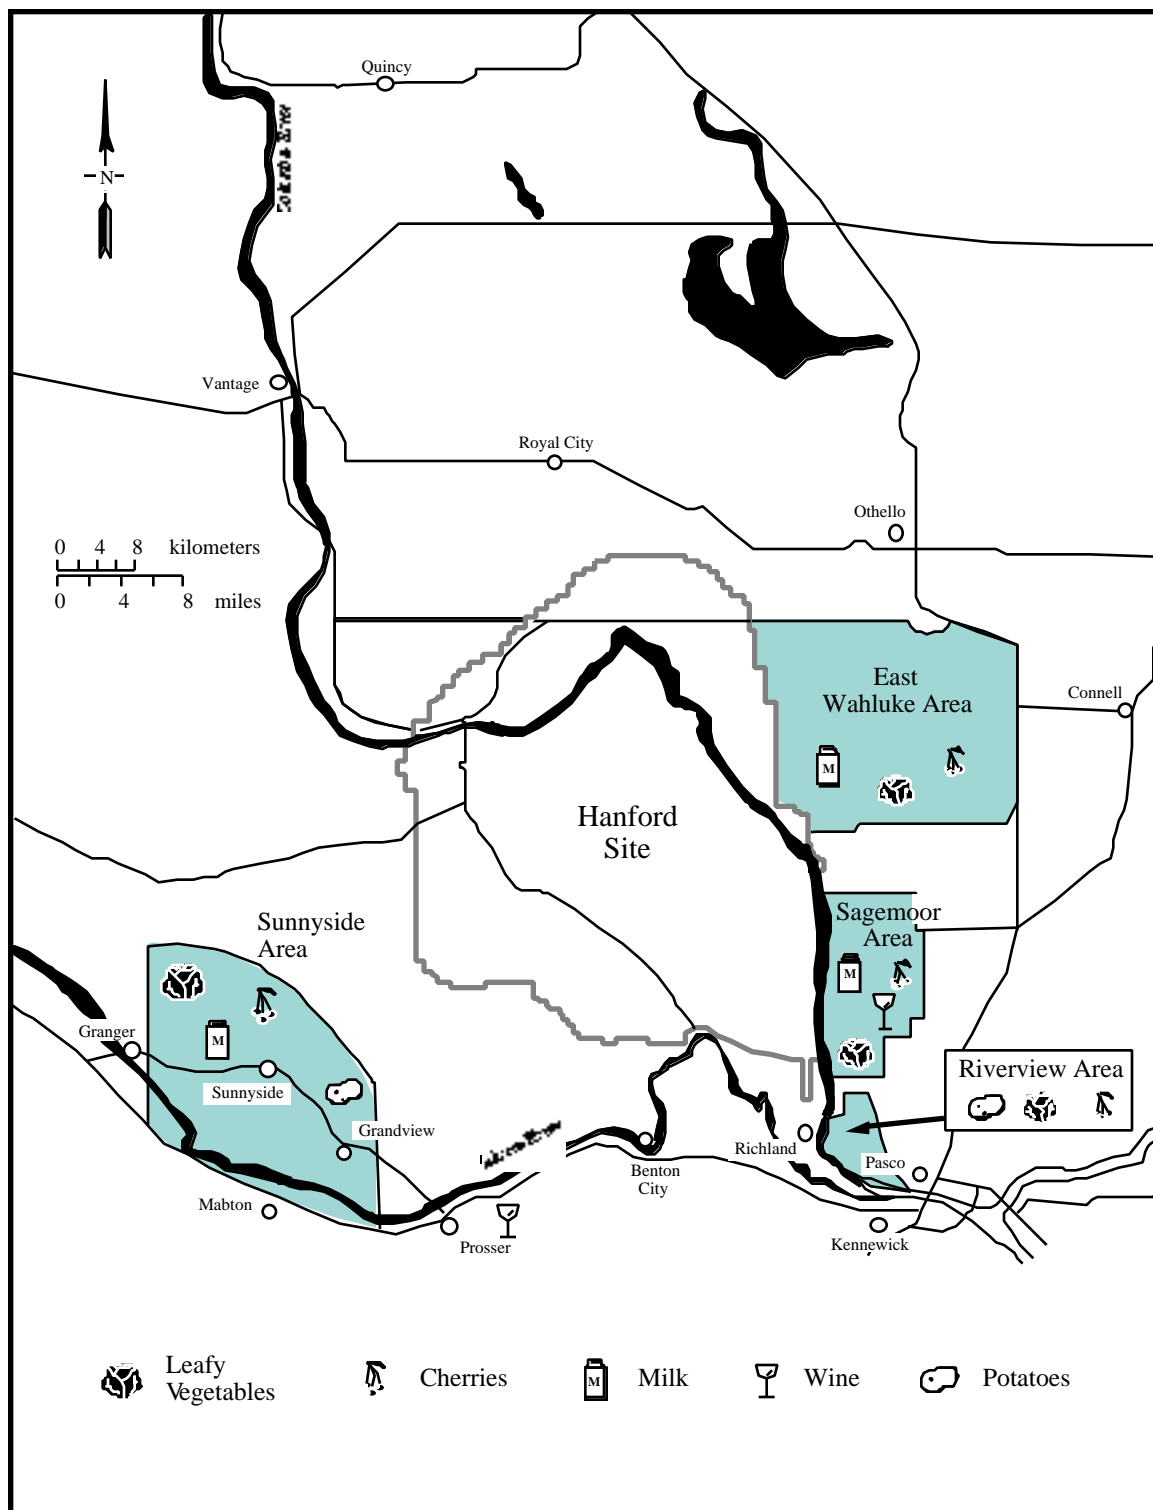 Quincy
Columbia River
N
Vantage
Royal City
Othello
0 4 8 kilometers
0 4 8 miles
East
Wahluke Area
Connell
M
Hanford
Site
Sunnyside
Area
Sagemoor
Area
M
Granger
M
Sunnyside
Riverview Area
Grandview
Richland
Pasco
Benton
City
Mabton
Prosser
Kennewick
Leafy
Vegetables
Cherries
M
Milk
Wine
Potatoes